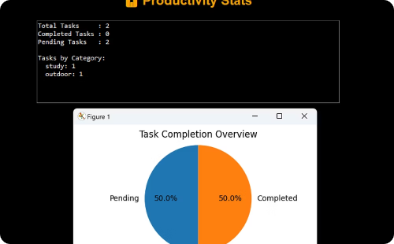 Productivity Stats
Total Tasks     : 2
Completed Tasks : 0
Pending Tasks   : 2
Tasks by Category:
  study: 1
  outdoor: 1
Figure 1
Task Completion Overview
Pending 50.0% 50.0% Completed